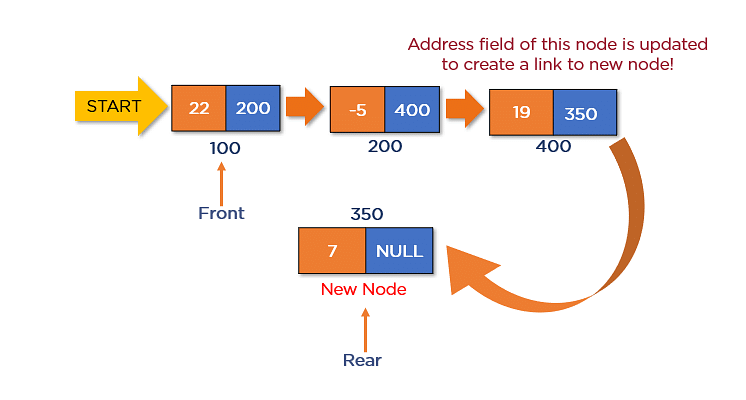 Address field of this node is updated
to create a link to new node!
START
22 200
-5 400
19 350
100
200
400
Front
350
7 NULL
New Node
Rear